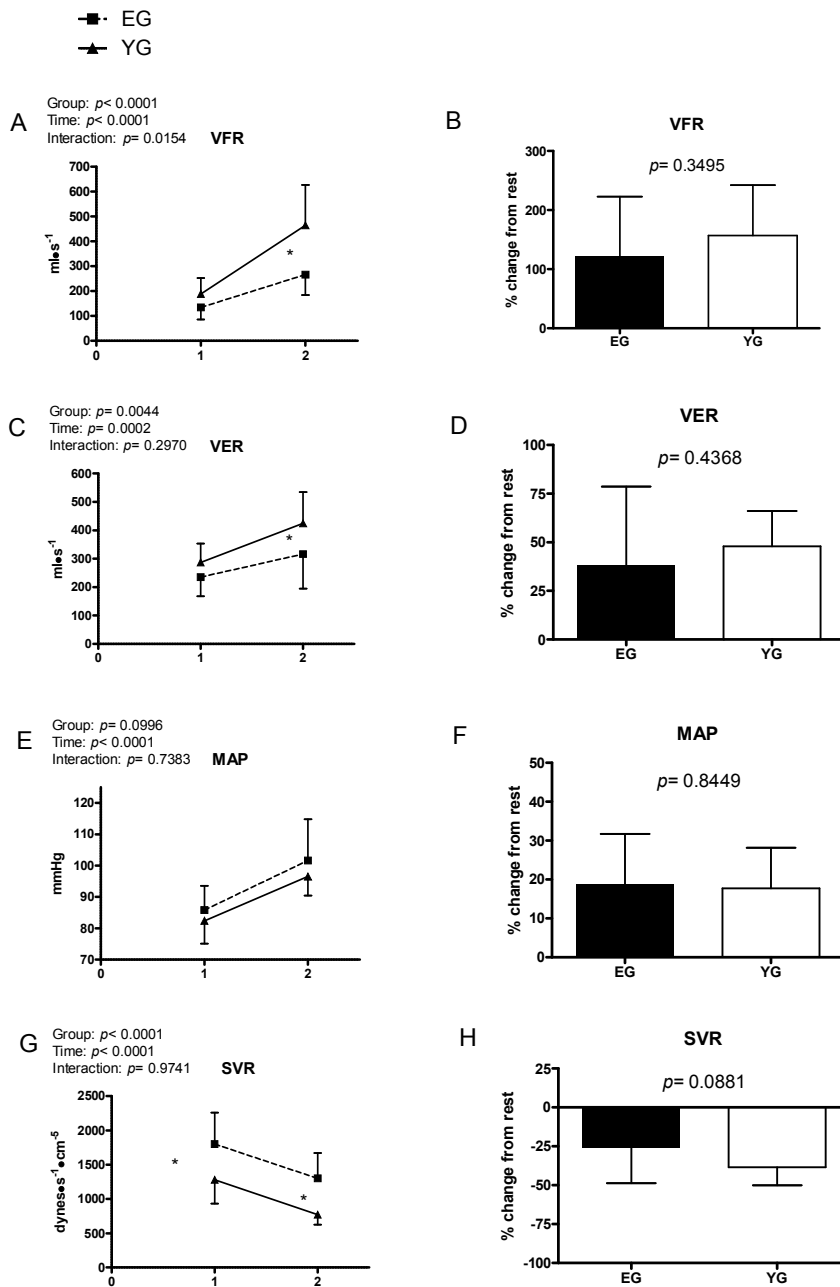 EG
YG
A
Group: p< 0.0001
Time: p< 0.0001
Interaction: p= 0.0154
VFR
700
600
500
400
300
200
100
0
ml●s⁻¹
0 1 2
*
B
VFR
p= 0.3495
300
200
100
0
% change from rest
EG YG
C
Group: p= 0.0044
Time: p= 0.0002
Interaction: p= 0.2970
VER
600
500
400
300
200
100
0
ml●s⁻¹
0 1 2
*
D
VER
p= 0.4368
100
75
50
25
0
% change from rest
EG YG
E
Group: p= 0.0996
Time: p< 0.0001
Interaction: p= 0.7383
MAP
120
110
100
90
80
70
mmHg
0 1 2
F
MAP
p= 0.8449
50
40
30
20
10
0
% change from rest
EG YG
G
Group: p< 0.0001
Time: p< 0.0001
Interaction: p= 0.9741
SVR
2500
2000
1500
1000
500
0
dynes●s⁻¹●cm⁻⁵
0 1 2
*
*
H
SVR
p= 0.0881
25
0
-25
-50
-75
-100
% change from rest
EG YG